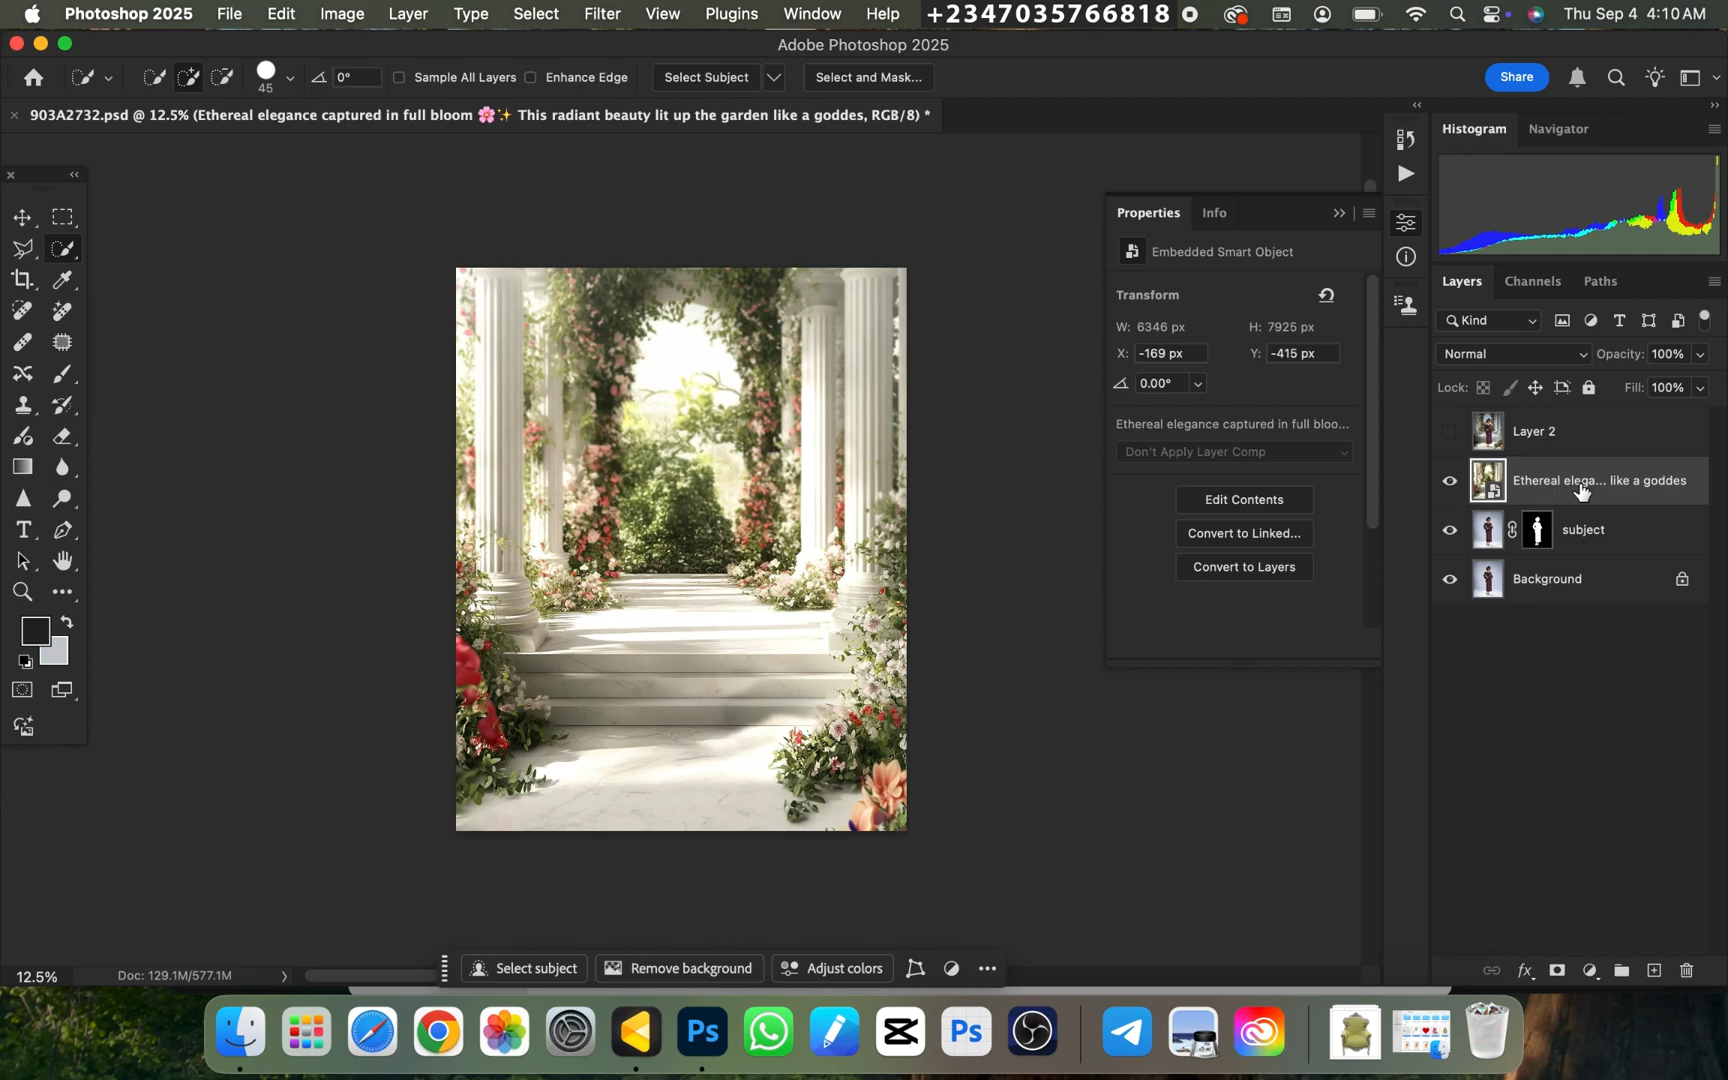 Photoshop 2025 File Edit Image Layer Type Select Filter View Plugins Window Help +2347035766818 Thu Sep 4 4:10 AM
Adobe Photoshop 2025
45 0° Sample All Layers Enhance Edge Select Subject Select and Mask... Share
903A2732.psd @ 12.5% (Ethereal elegance captured in full bloom 🌸✨ This radiant beauty lit up the garden like a goddes, RGB/8) *
Histogram Navigator
Properties Info
Embedded Smart Object
Transform
W: 6346 px H: 7925 px
X: -169 px Y: -415 px
0.00°
Ethereal elegance captured in full bloo...
Don't Apply Layer Comp
Edit Contents
Convert to Linked...
Convert to Layers
Layers Channels Paths
Kind
Normal Opacity: 100%
Lock: Fill: 100%
Layer 2
Ethereal elega... like a goddes
subject
Background
fx
12.5% Doc: 129.1M/577.1M
Select subject Remove background Adjust colors
Ps Ps